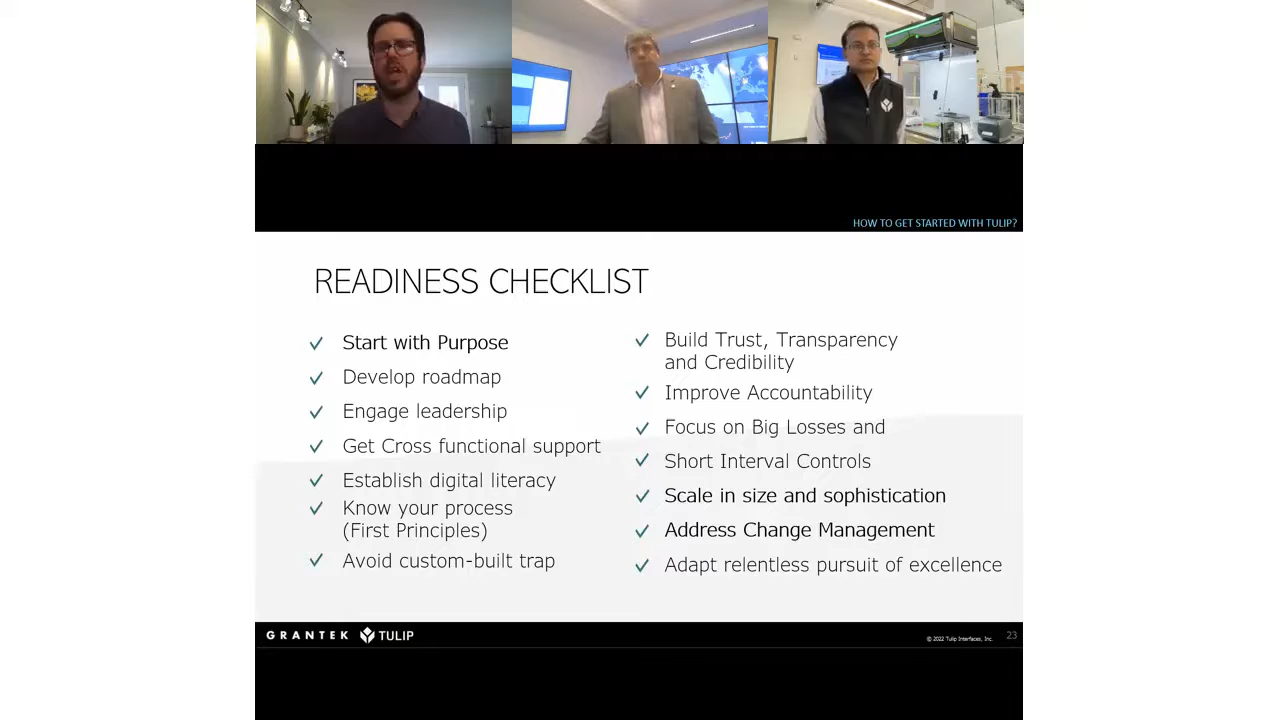 HOW TO GET STARTED WITH TULIP?
READINESS CHECKLIST
Start with Purpose
Develop roadmap
Engage leadership
Get Cross functional support
Establish digital literacy
Know your process
(First Principles)
Avoid custom-built trap
Build Trust, Transparency
and Credibility
Improve Accountability
Focus on Big Losses and
Short Interval Controls
Scale in size and sophistication
Address Change Management
Adapt relentless pursuit of excellence
GRANTEK TULIP
© 2022 Tulip Interfaces, Inc. 23